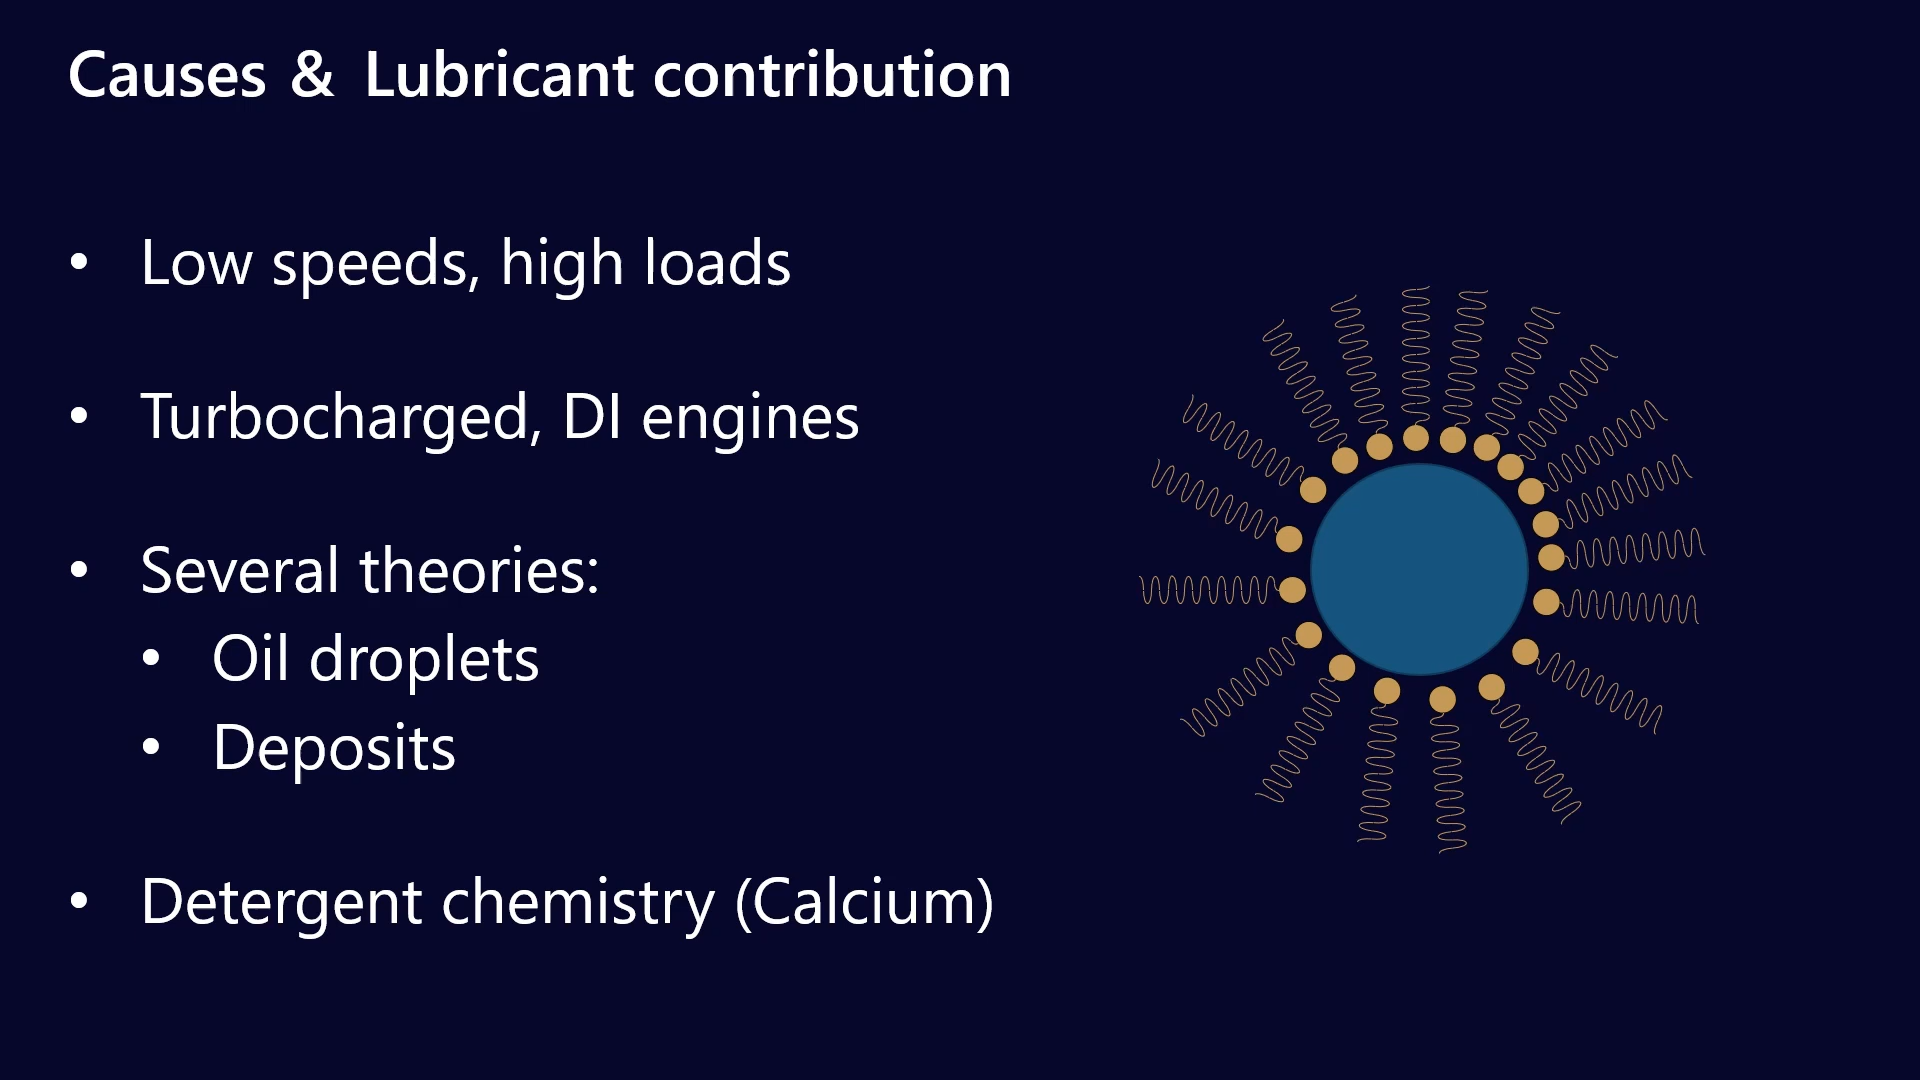 Causes & Lubricant contribution
• Low speeds, high loads
• Turbocharged, DI engines
• Several theories:
• Oil droplets
• Deposits
• Detergent chemistry (Calcium)